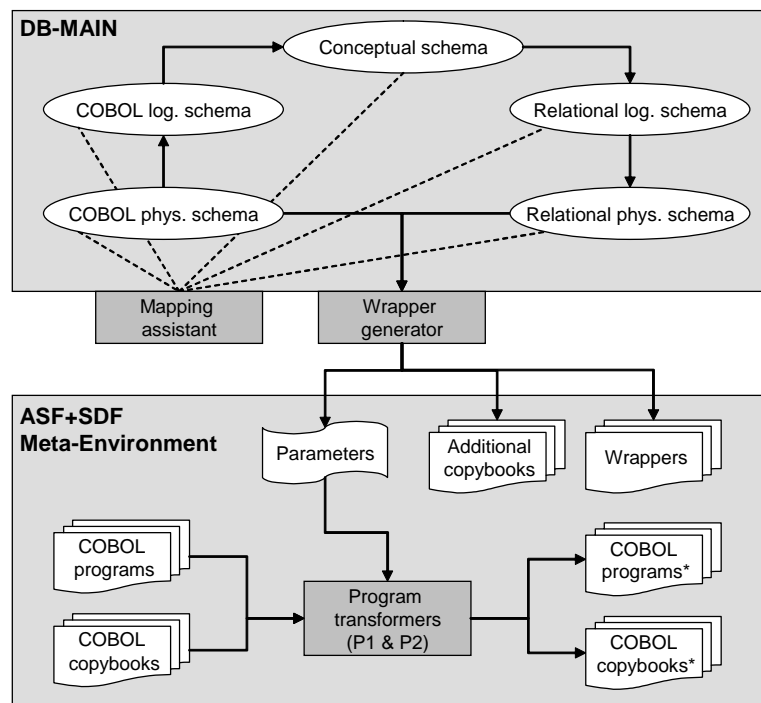 DB-MAIN
Conceptual schema
COBOL log. schema
Relational log. schema
COBOL phys. schema
Relational phys. schema
Mapping
assistant
Wrapper
generator
ASF+SDF
Meta-Environment
Parameters
Additional
copybooks
Wrappers
COBOL
programs
COBOL
copybooks
Program
transformers
(P1 & P2)
COBOL
programs*
COBOL
copybooks*